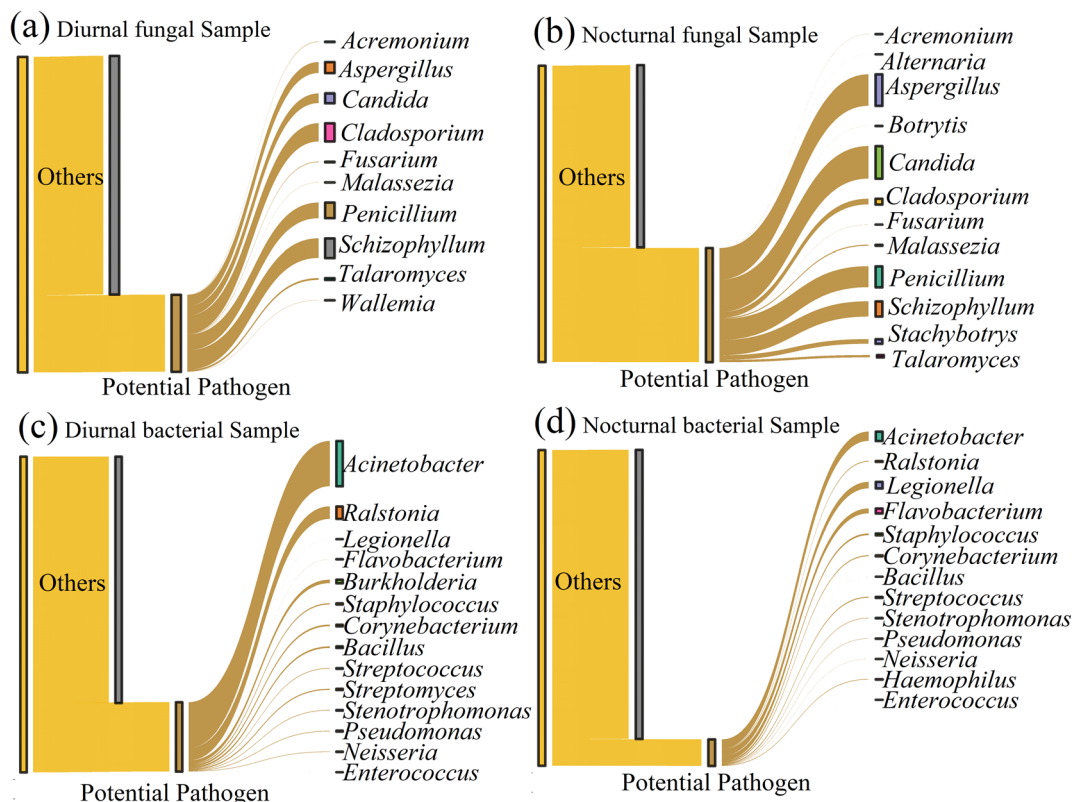 (a) Diurnal fungal Sample
Acremonium
Aspergillus
Candida
Cladosporium
Fusarium
Malassezia
Penicillium
Schizophyllum
Talaromyces
Wallemia
Others
Potential Pathogen
(b) Nocturnal fungal Sample
Acremonium
Alternaria
Aspergillus
Botrytis
Candida
Cladosporium
Fusarium
Malassezia
Penicillium
Schizophyllum
Stachybotrys
Talaromyces
Others
Potential Pathogen
(c) Diurnal bacterial Sample
Acinetobacter
Ralstonia
Legionella
Flavobacterium
Burkholderia
Staphylococcus
Corynebacterium
Bacillus
Streptococcus
Streptomyces
Stenotrophomonas
Pseudomonas
Neisseria
Enterococcus
Others
Potential Pathogen
(d) Nocturnal bacterial Sample
Acinetobacter
Ralstonia
Legionella
Flavobacterium
Staphylococcus
Corynebacterium
Bacillus
Streptococcus
Stenotrophomonas
Pseudomonas
Neisseria
Haemophilus
Enterococcus
Others
Potential Pathogen